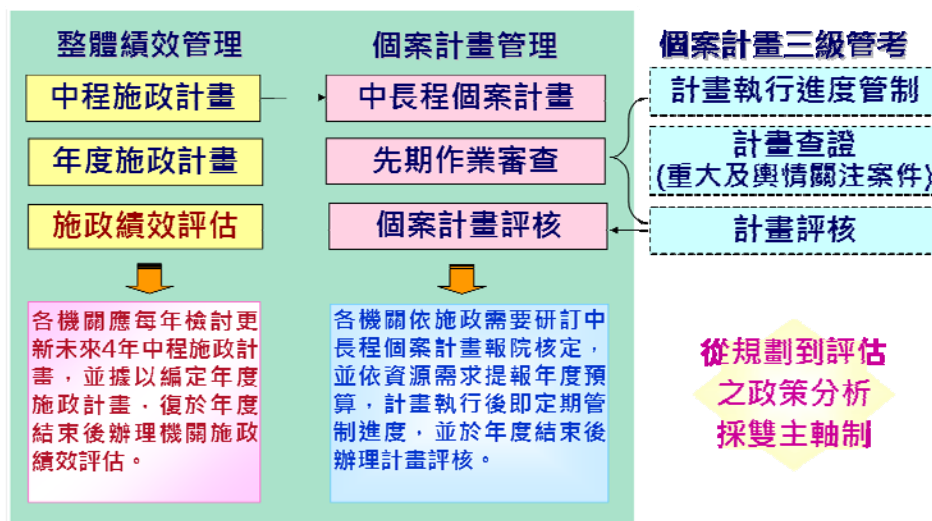 整體績效管理
中程施政計畫
年度施政計畫
施政績效評估
各機關應每年檢討更
新未來4年中程施政計
畫，並據以編定年度
施政計畫，復於年度
結束後辦理機關施政
績效評估。
個案計畫管理
中長程個案計畫
先期作業審查
個案計畫評核
各機關依施政需要研訂中
長程個案計畫報院核定，
並依資源需求提報年度預
算，計畫執行後即定期管
制進度，並於年度結束後
辦理計畫評核。
個案計畫三級管考
計畫執行進度管制
計畫查證
(重大及輿情關注案件)
計畫評核
從規劃到評估
之政策分析
採雙主軸制